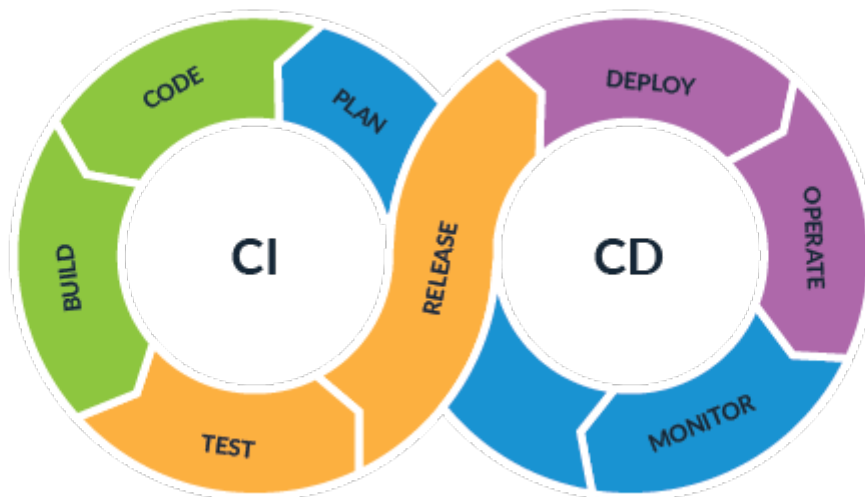 CODE
PLAN
DEPLOY
BUILD
CI
RELEASE
CD
OPERATE
TEST
MONITOR